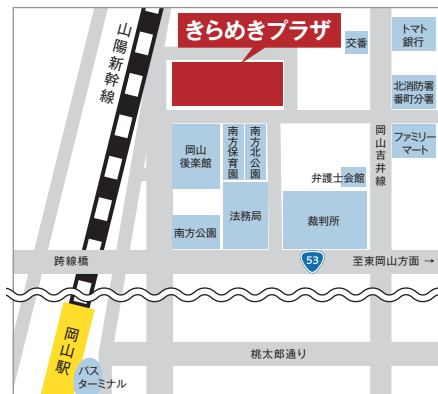 きらめきプラザ
山陽新幹線
交番
トマト
銀行
北消防署
番町分署
岡山
後楽館
南方保育園
南方北公園
岡山吉井線
ファミリー
マート
弁護士会館
南方公園
法務局
裁判所
跨線橋
53
至東岡山方面 →
岡山駅
桃太郎通り
バス
ターミナル